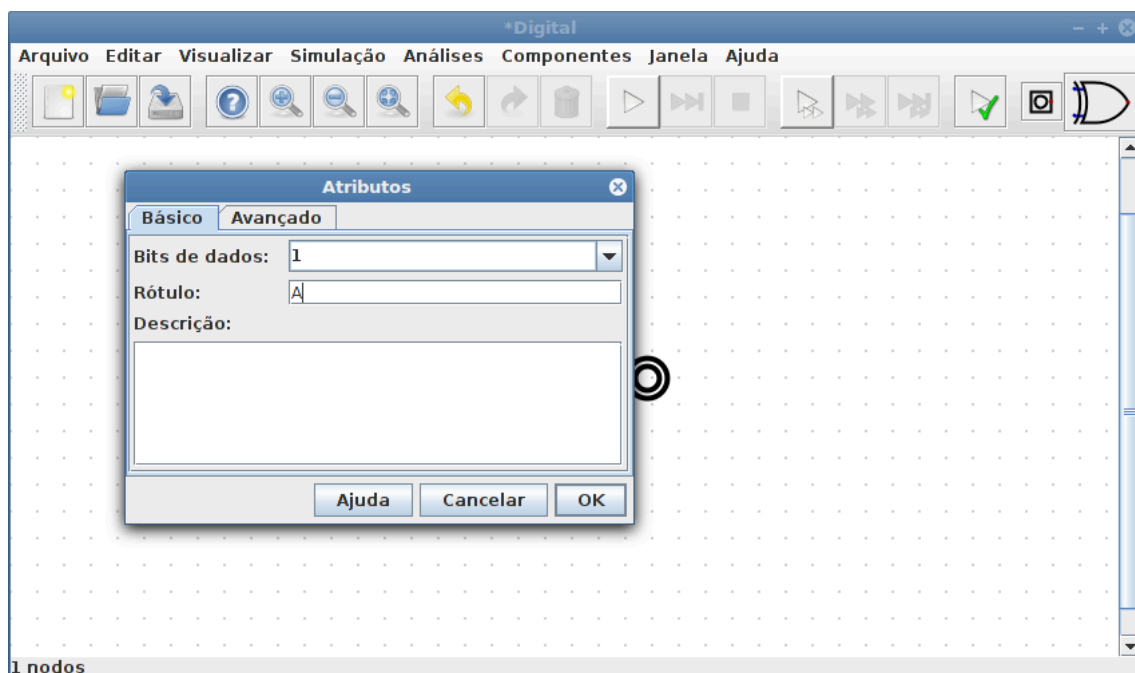 *Digital
Arquivo Editar Visualizar Simulação Análises Componentes Janela Ajuda
Atributos
Básico Avançado
Bits de dados: 1
Rótulo: A
Descrição:
Ajuda Cancelar OK
1 nodos